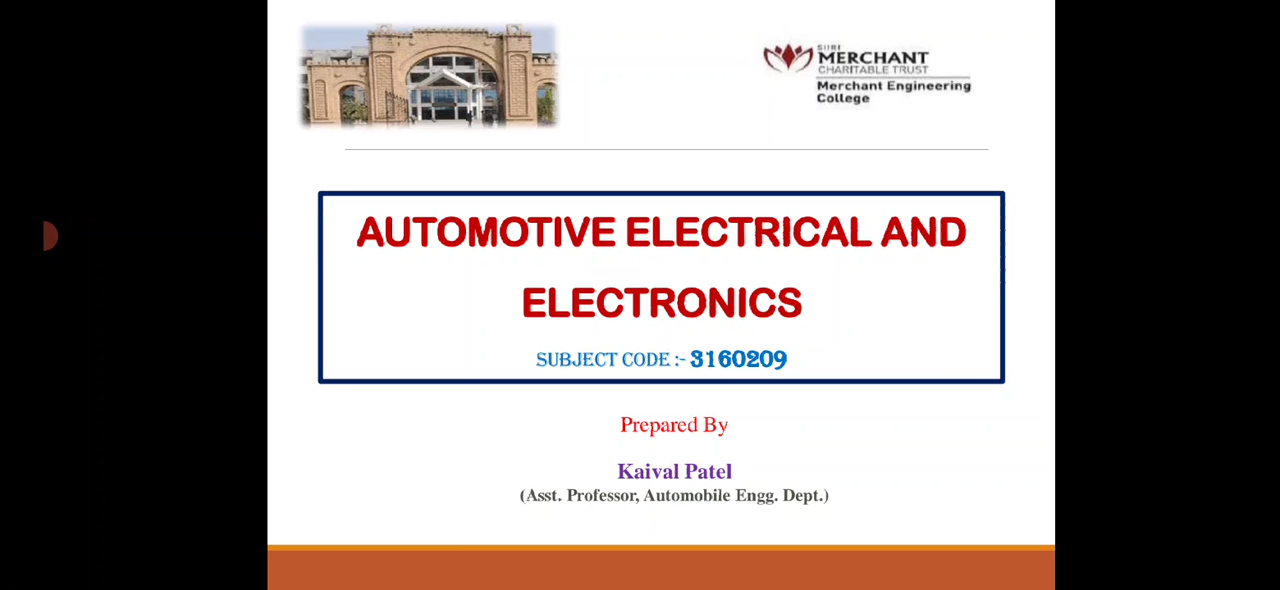 MERCHANT
CHARITABLE TRUST
Merchant Engineering
College
AUTOMOTIVE ELECTRICAL AND
ELECTRONICS
SUBJECT CODE :- 3160209
Prepared By
Kaival Patel
(Asst. Professor, Automobile Engg. Dept.)